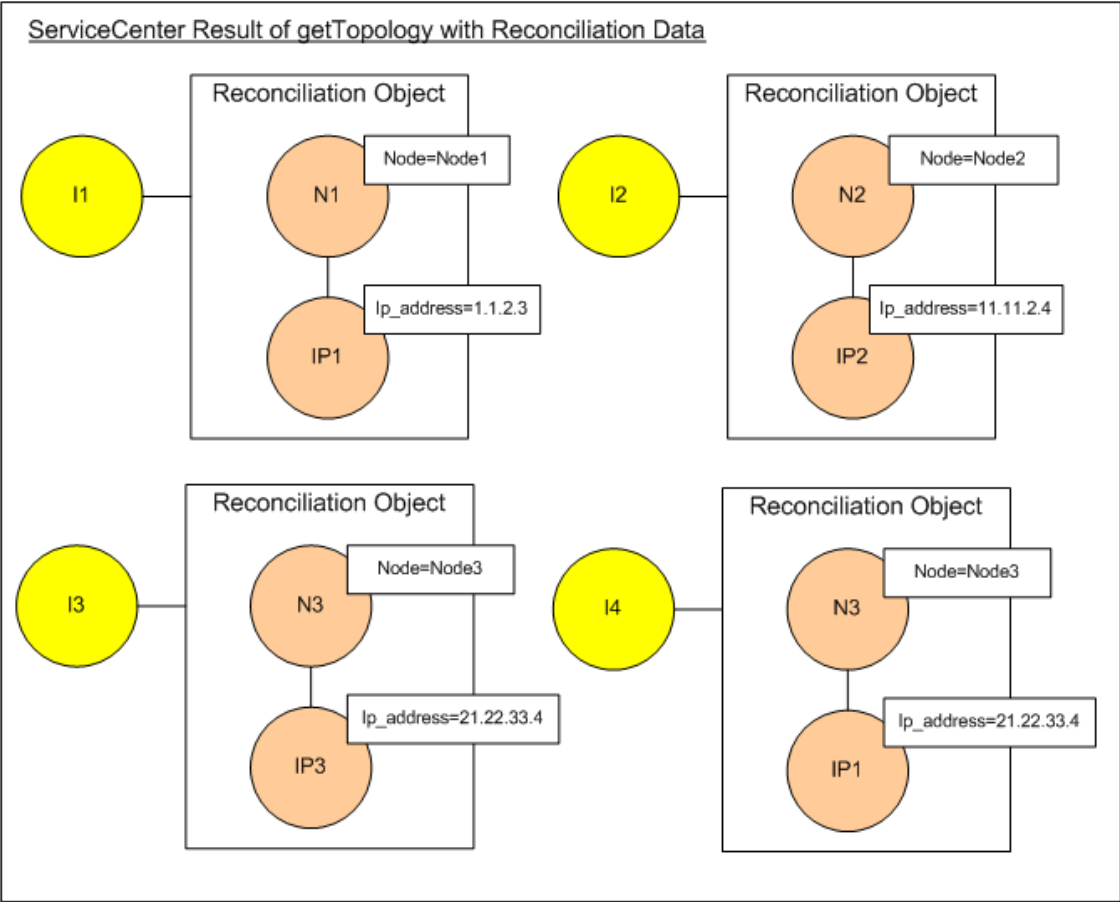 ServiceCenter Result of getTopology with Reconciliation Data
Reconciliation Object
Node=Node1
I1
N1
Ip_address=1.1.2.3
IP1
Reconciliation Object
Node=Node2
I2
N2
Ip_address=11.11.2.4
IP2
Reconciliation Object
Node=Node3
I3
N3
Ip_address=21.22.33.4
IP3
Reconciliation Object
Node=Node3
I4
N3
Ip_address=21.22.33.4
IP1